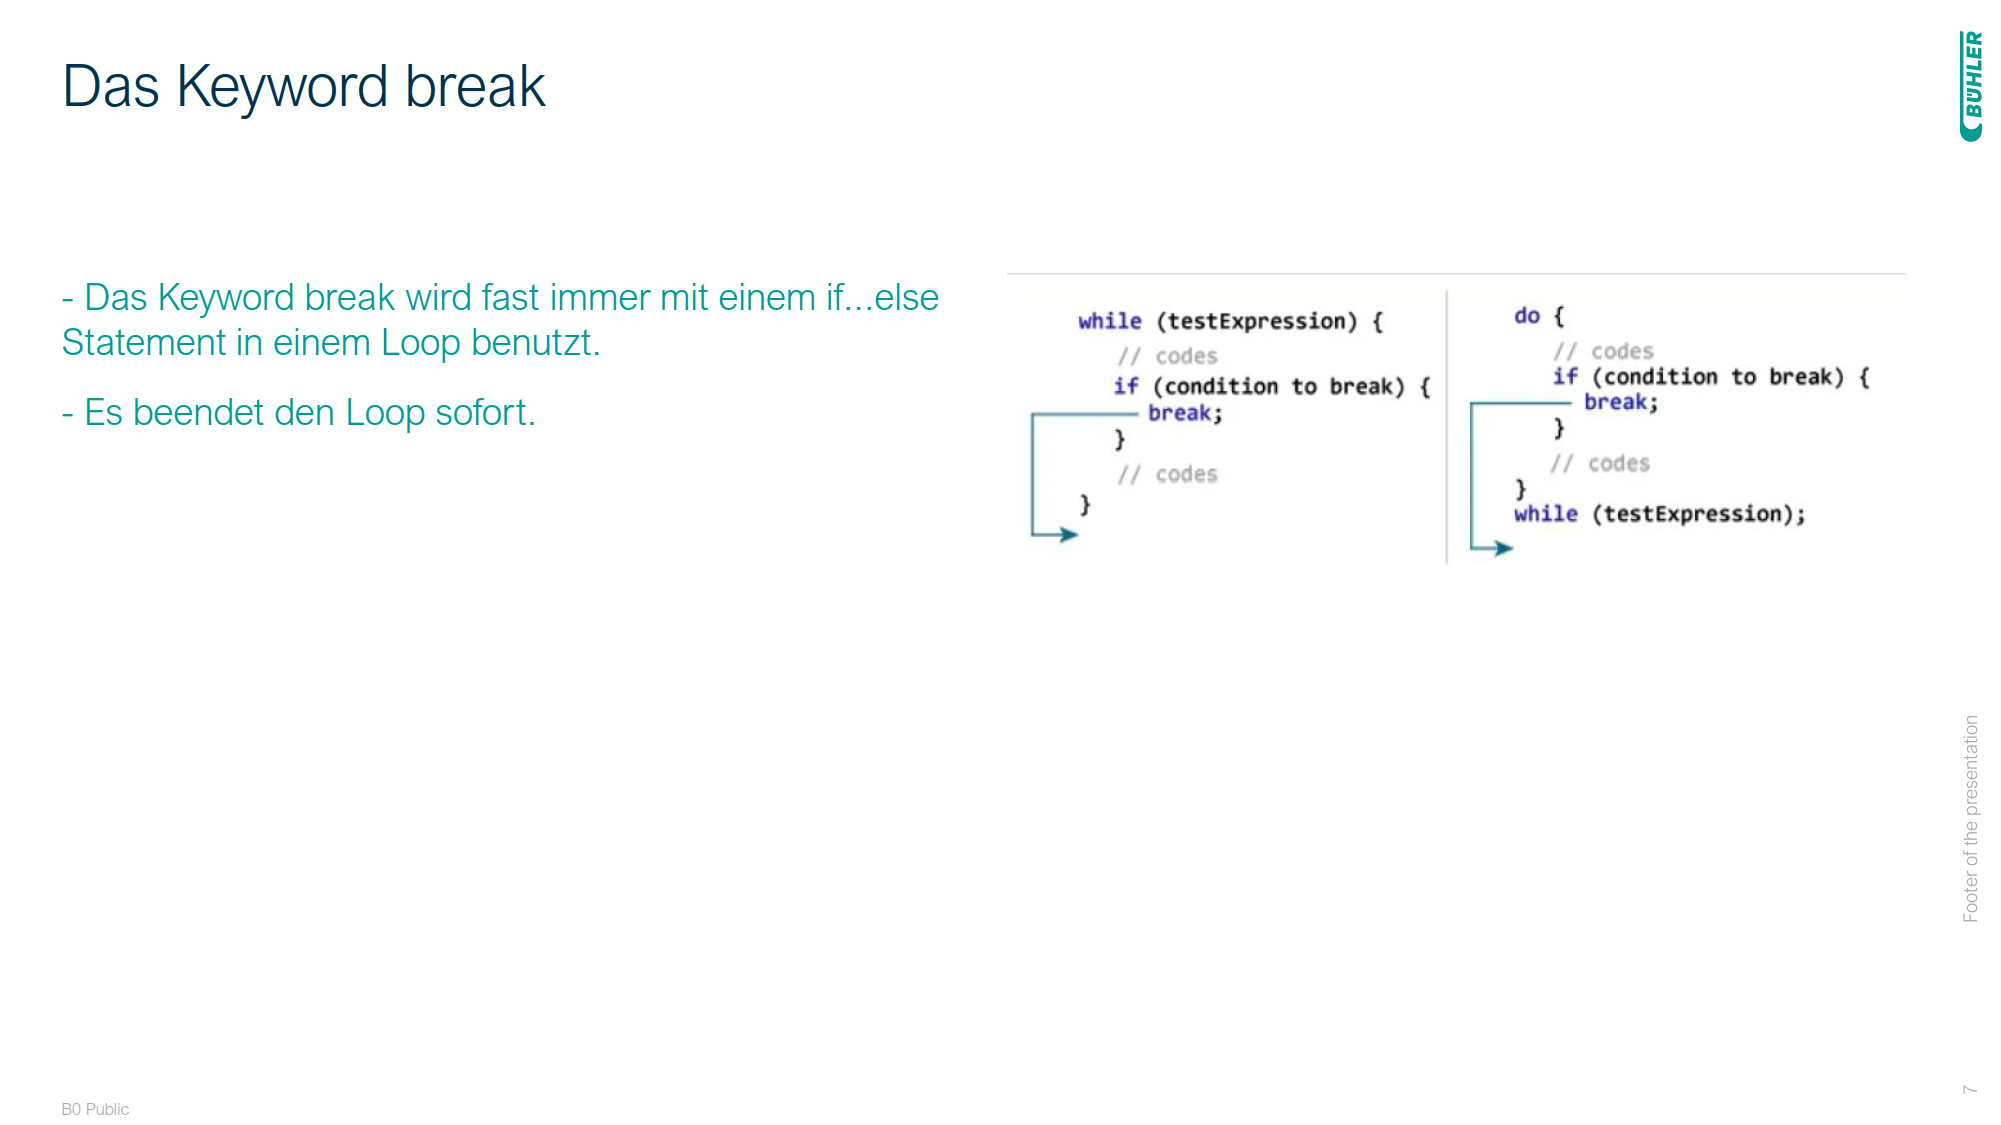 Das Keyword break
BÜHLER
- Das Keyword break wird fast immer mit einem if...else
Statement in einem Loop benutzt.
- Es beendet den Loop sofort.
while (testExpression) {
// codes
if (condition to break) {
break;
}
// codes
}
do {
// codes
if (condition to break) {
break;
}
// codes
}
while (testExpression);
Footer of the presentation
7
B0 Public